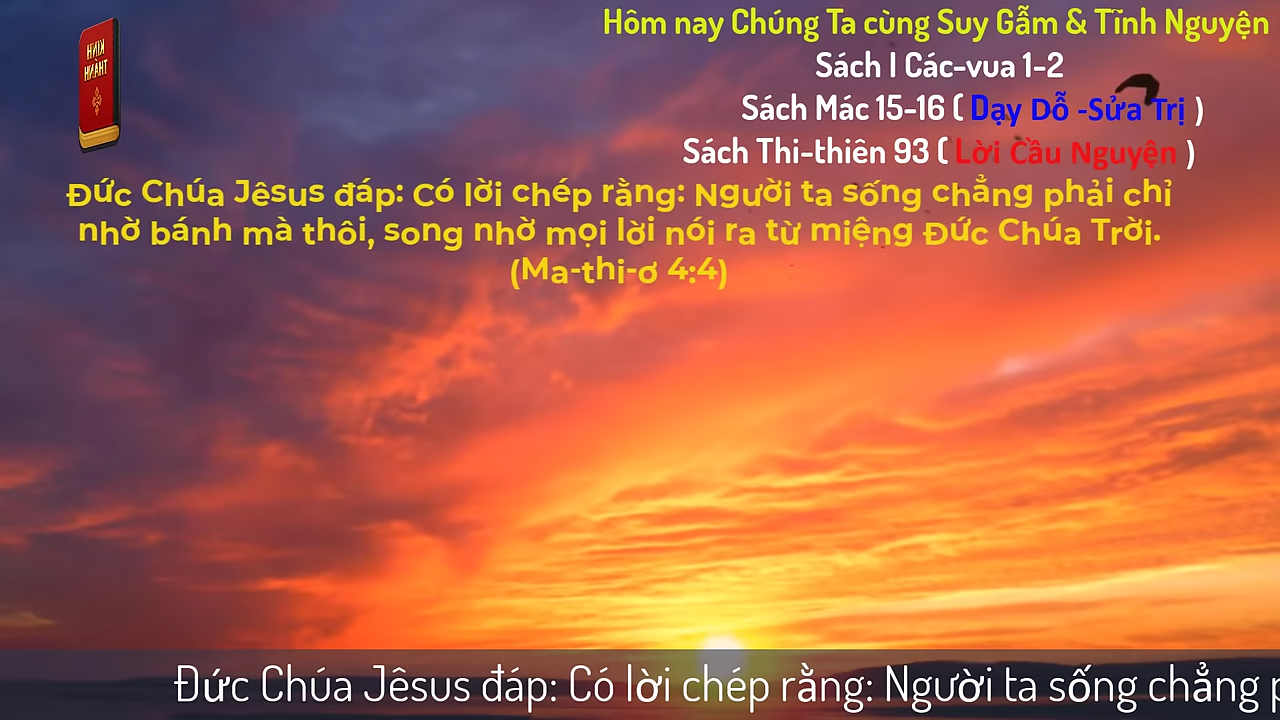 KINH
THÁNH
Hôm nay Chúng Ta cùng Suy Gẫm & Tĩnh Nguyện
Sách I Các-vua 1-2
Sách Mác 15-16 ( Dạy Dỗ -Sửa Trị )
Sách Thi-thiên 93 ( Lời Cầu Nguyện )
Đức Chúa Jêsus đáp: Có lời chép rằng: Người ta sống chẳng phải chỉ
nhờ bánh mà thôi, song nhờ mọi lời nói ra từ miệng Đức Chúa Trời.
(Ma-thi-ơ 4:4)
Đức Chúa Jêsus đáp: Có lời chép rằng: Người ta sống chẳng p